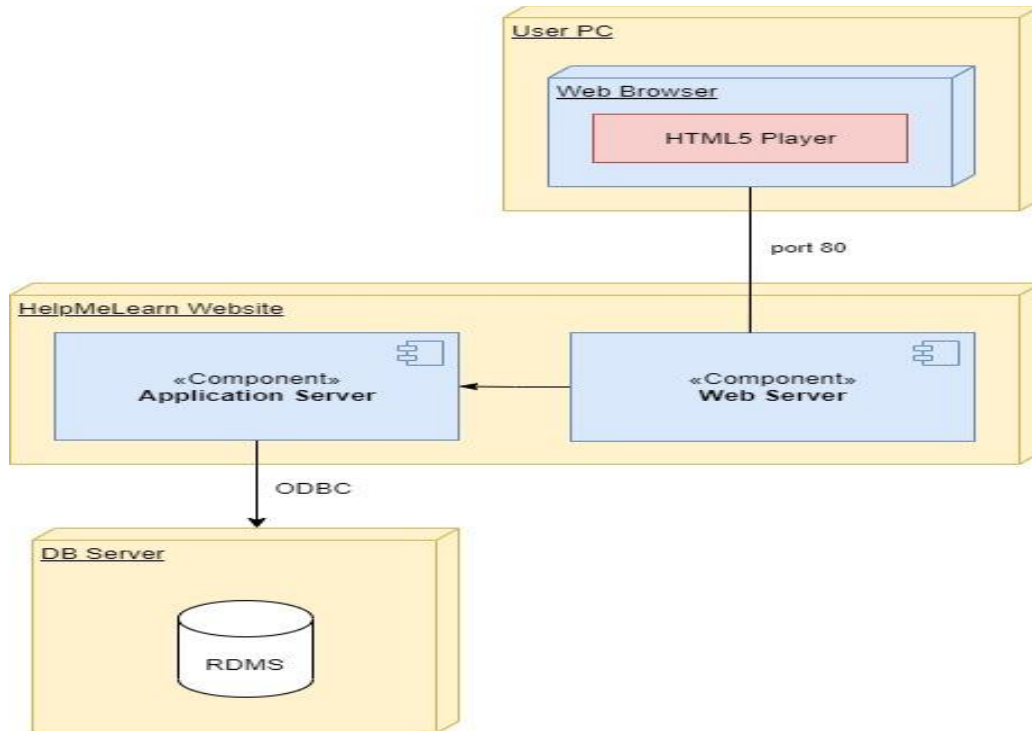 User PC
Web Browser
HTML5 Player
port 80
HelpMeLearn Website
«Component»
Application Server
«Component»
Web Server
ODBC
DB Server
RDMS